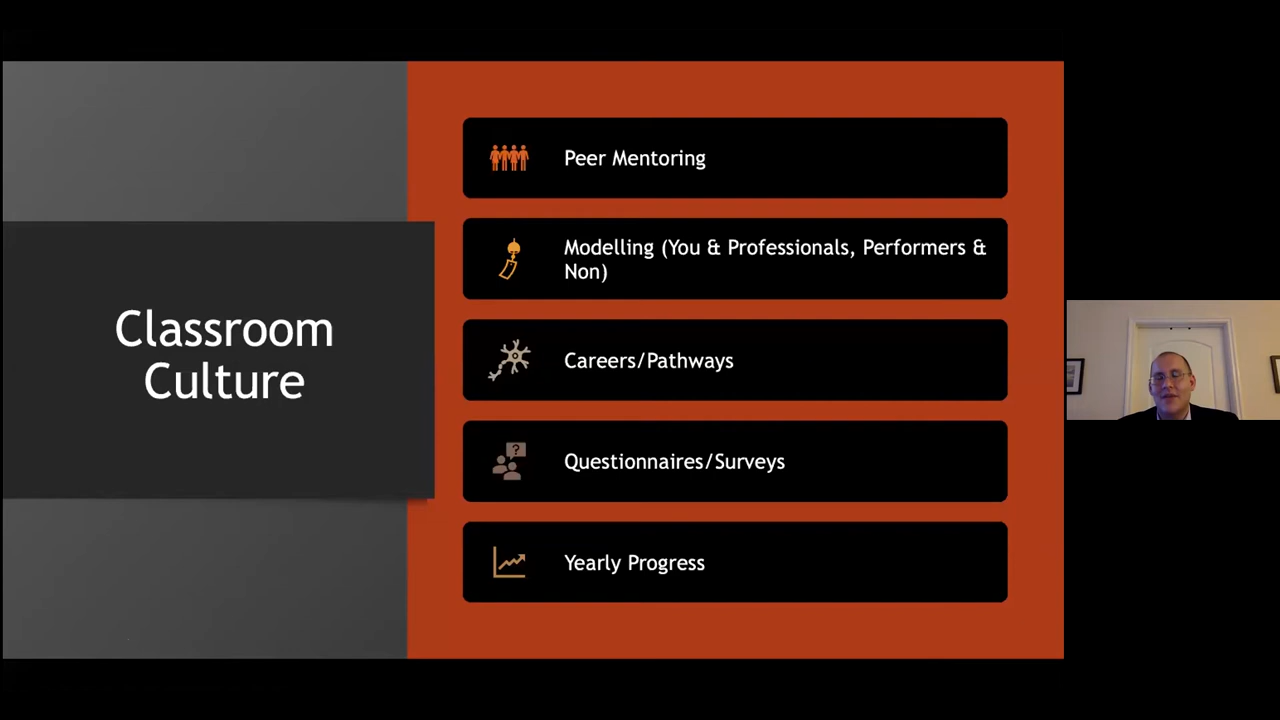 Classroom
Culture
Peer Mentoring
Modelling (You & Professionals, Performers &
Non)
Careers/Pathways
?
Questionnaires/Surveys
Yearly Progress